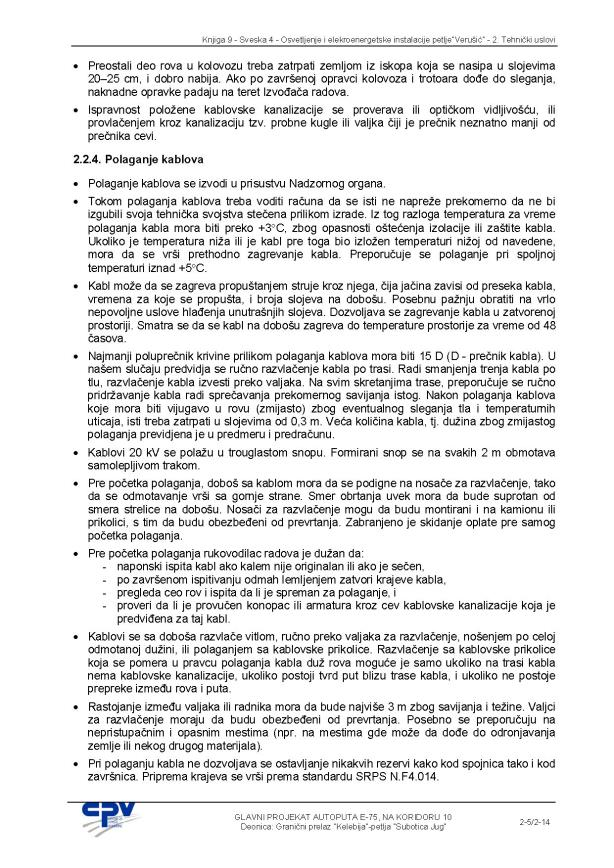 Knjiga 9 - Sveska 4 - Osvetljenje i elekroenergetske instalacije petlje"Verušić" - 2. Tehnički uslovi
• Preostali deo rova u kolovozu treba zatrpati zemljom iz iskopa koja se nasipa u slojevima
20–25 cm, i dobro nabija. Ako po završenoj opravci kolovoza i trotoara dođe do sleganja,
naknadne opravke padaju na teret Izvođača radova.
• Ispravnost položene kablovske kanalizacije se proverava ili optičkom vidljivošću, ili
provlačenjem kroz kanalizaciju tzv. probne kugle ili valjka čiji je prečnik neznatno manji od
prečnika cevi.
2.2.4. Polaganje kablova
• Polaganje kablova se izvodi u prisustvu Nadzornog organa.
• Tokom polaganja kablova treba voditi računa da se isti ne napreže prekomerno da ne bi
izgubili svoja tehnička svojstva stečena prilikom izrade. Iz tog razloga temperatura za vreme
polaganja kabla mora biti preko +3°C, zbog opasnosti oštećenja izolacije ili zaštite kabla.
Ukoliko je temperatura niža ili je kabl pre toga bio izložen temperaturi nižoj od navedene,
mora da se vrši prethodno zagrevanje kabla. Preporučuje se polaganje pri spoljnoj
temperaturi iznad +5°C.
• Kabl može da se zagreva propuštanjem struje kroz njega, čija jačina zavisi od preseka kabla,
vremena za koje se propušta, i broja slojeva na dobošu. Posebnu pažnju obratiti na vrlo
nepovoljne uslove hlađenja unutrašnjih slojeva. Dozvoljava se zagrevanje kabla u zatvorenoj
prostoriji. Smatra se da se kabl na dobošu zagreva do temperature prostorije za vreme od 48
časova.
• Najmanji poluprečnik krivine prilikom polaganja kablova mora biti 15 D (D - prečnik kabla). U
našem slučaju predvidja se ručno razvlačenje kabla po trasi. Radi smanjenja trenja kabla po
tlu, razvlačenje kabla izvesti preko valjaka. Na svim skretanjima trase, preporučuje se ručno
pridržavanje kabla radi sprečavanja prekomernog savijanja istog. Nakon polaganja kablova
koje mora biti vijugavo u rovu (zmijasto) zbog eventualnog sleganja tla i temperaturnih
uticaja, isti treba zatrpati u slojevima od 0,3 m. Veća količina kabla, tj. dužina zbog zmijastog
polaganja previdjena je u predmeru i predračunu.
• Kablovi 20 kV se polažu u trouglastom snopu. Formirani snop se na svakih 2 m obmotava
samolepljivom trakom.
• Pre početka polaganja, doboš sa kablom mora da se podigne na nosače za razvlačenje, tako
da se odmotavanje vrši sa gornje strane. Smer obrtanja uvek mora da bude suprotan od
smera strelice na dobošu. Nosači za razvlačenje mogu da budu montirani i na kamionu ili
prikolici, s tim da budu obezbeđeni od prevrtanja. Zabranjeno je skidanje oplate pre samog
početka polaganja.
• Pre početka polaganja rukovodilac radova je dužan da:
- naponski ispita kabl ako kalem nije originalan ili ako je sečen,
- po završenom ispitivanju odmah lemljenjem zatvori krajeve kabla,
- pregleda ceo rov i ispita da li je spreman za polaganje, i
- proveri da li je provučen konopac ili armatura kroz cev kablovske kanalizacije koja je
predviđena za taj kabl.
• Kablovi se sa doboša razvlače vitlom, ručno preko valjaka za razvlačenje, nošenjem po celoj
odmotanoj dužini, ili polaganjem sa kablovske prikolice. Razvlačenje sa kablovske prikolice
koja se pomera u pravcu polaganja kabla duž rova moguće je samo ukoliko na trasi kabla
nema kablovske kanalizacije, ukoliko postoji tvrd put blizu trase kabla, i ukoliko ne postoje
prepreke između rova i puta.
• Rastojanje između valjaka ili radnika mora da bude najviše 3 m zbog savijanja i težine. Valjci
za razvlačenje moraju da budu obezbeđeni od prevrtanja. Posebno se preporučuju na
nepristupačnim i opasnim mestima (npr. na mestima gde može da dođe do odronjavanja
zemlje ili nekog drugog materijala).
• Pri polaganju kabla ne dozvoljava se ostavljanje nikakvih rezervi kako kod spojnica tako i kod
završnica. Priprema krajeva se vrši prema standardu SRPS N.F4.014.
GLAVNI PROJEKAT AUTOPUTA E-75, NA KORIDORU 10
Deonica: Granični prelaz "Kelebija"-petlja "Subotica Jug"
2-5/2-14